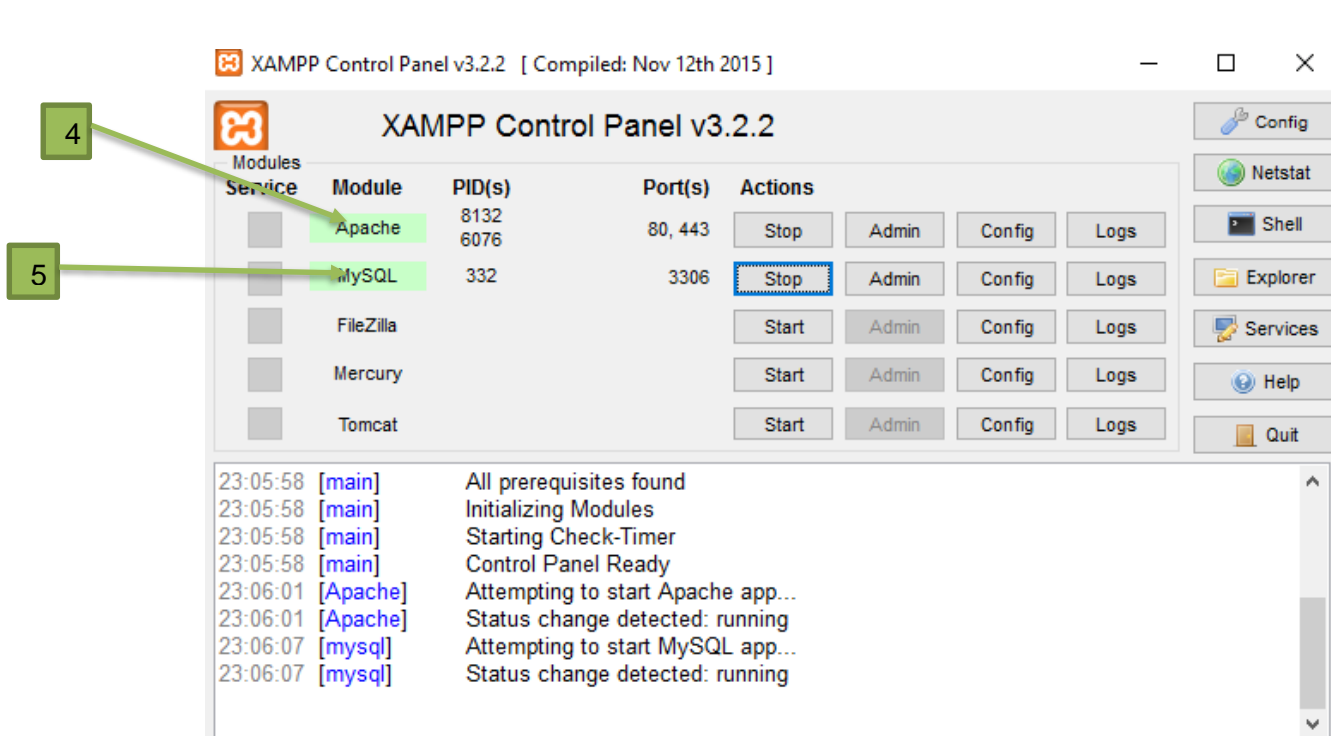 XAMPP Control Panel v3.2.2 [ Compiled: Nov 12th 2015 ]
4
XAMPP Control Panel v3.2.2
Config
Modules
Netstat
Service Module PID(s) Port(s) Actions
Apache 8132 6076 80, 443 Stop Admin Config Logs
Shell
5
MySQL 332 3306 Stop Admin Config Logs
Explorer
FileZilla Start Admin Config Logs
Services
Mercury Start Admin Config Logs
Help
Tomcat Start Admin Config Logs
Quit
23:05:58 [main] All prerequisites found
23:05:58 [main] Initializing Modules
23:05:58 [main] Starting Check-Timer
23:05:58 [main] Control Panel Ready
23:06:01 [Apache] Attempting to start Apache app...
23:06:01 [Apache] Status change detected: running
23:06:07 [mysql] Attempting to start MySQL app...
23:06:07 [mysql] Status change detected: running